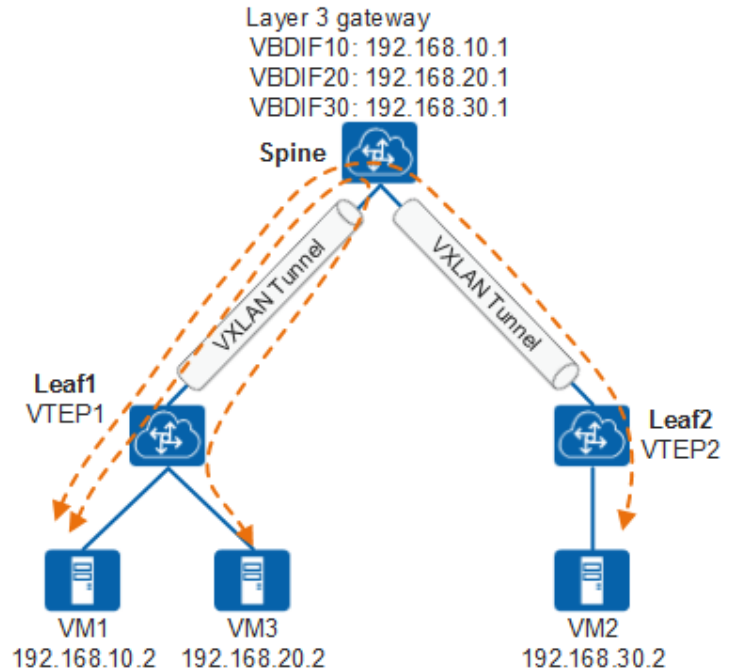 Layer 3 gateway
VBDIF10: 192.168.10.1
VBDIF20: 192.168.20.1
VBDIF30: 192.168.30.1
Spine
VXLAN Tunnel
VXLAN Tunnel
Leaf1
VTEP1
Leaf2
VTEP2
VM1
192.168.10.2
VM3
192.168.20.2
VM2
192.168.30.2